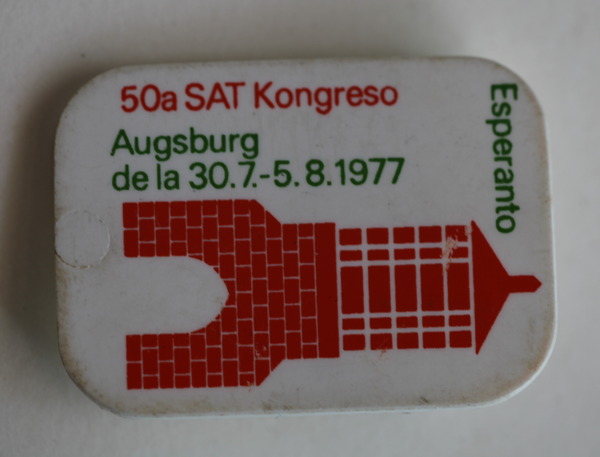 50a SAT Kongreso
Augsburg
de la 30.7.-5.8.1977
Esperanto